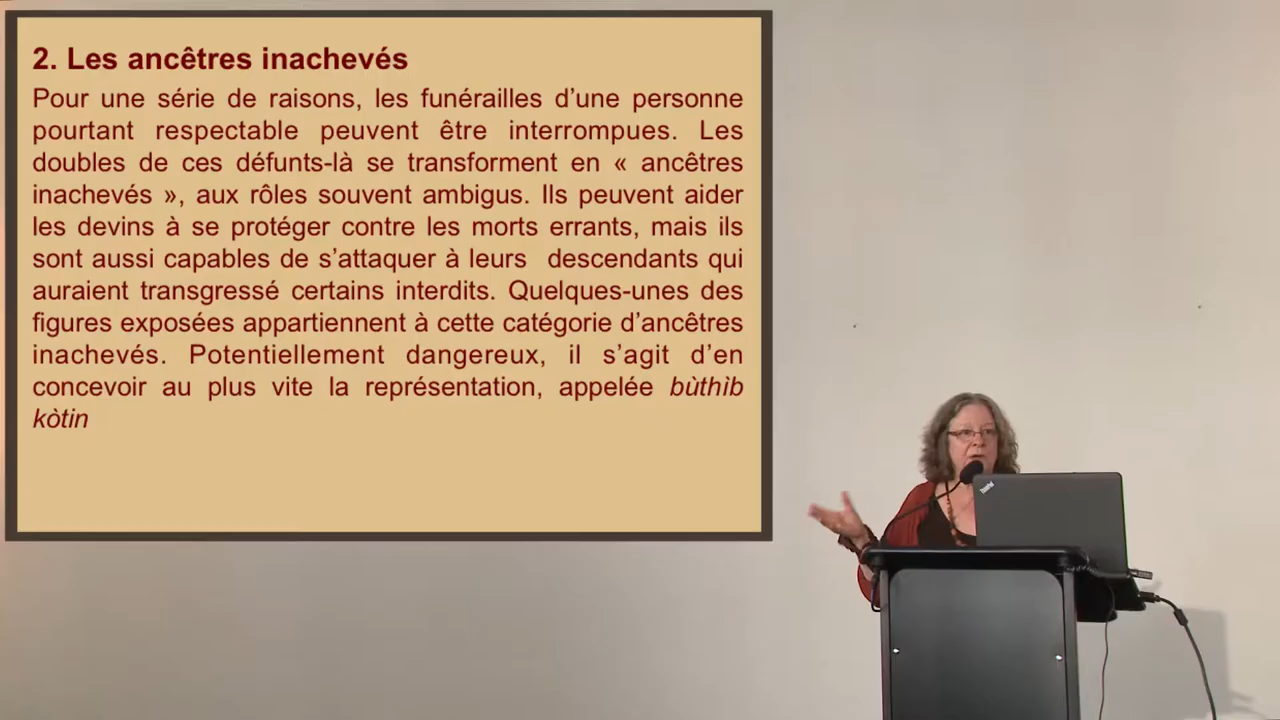 2. Les ancêtres inachevés
Pour une série de raisons, les funérailles d’une personne
pourtant respectable peuvent être interrompues. Les
doubles de ces défunts-là se transforment en « ancêtres
inachevés », aux rôles souvent ambigus. Ils peuvent aider
les devins à se protéger contre les morts errants, mais ils
sont aussi capables de s’attaquer à leurs descendants qui
auraient transgressé certains interdits. Quelques-unes des
figures exposées appartiennent à cette catégorie d’ancêtres
inachevés. Potentiellement dangereux, il s’agit d’en
concevoir au plus vite la représentation, appelée bùthìb
kòtin
ThinkPad